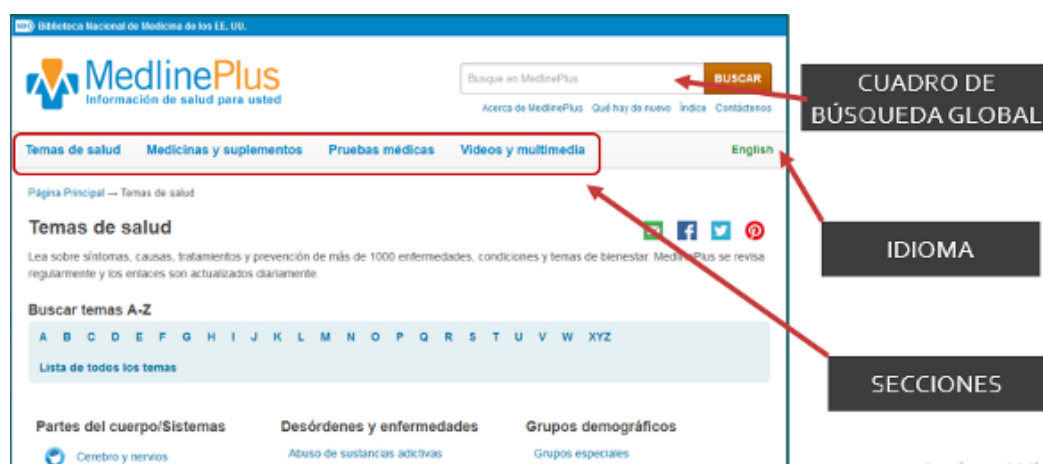 NIH Biblioteca Nacional de Medicina de los EE. UU.
MedlinePlus
Información de salud para usted
Busque en MedlinePlus
BUSCAR
Acerca de MedlinePlus Qué hay de nuevo Índice Contáctenos
CUADRO DE
BÚSQUEDA GLOBAL
Temas de salud Medicinas y suplementos Pruebas médicas Videos y multimedia English
Página Principal → Temas de salud
Temas de salud
IDIOMA
Lea sobre síntomas, causas, tratamientos y prevención de más de 1000 enfermedades, condiciones y temas de bienestar. MedlinePlus se revisa
regularmente y los enlaces son actualizados diariamente.
Buscar temas A-Z
A B C D E F G H I J K L M N O P Q R S T U V W XYZ
Lista de todos los temas
SECCIONES
Partes del cuerpo/Sistemas Desórdenes y enfermedades Grupos demográficos
Cerebro y nervios Abuso de sustancias adictivas Grupos especiales